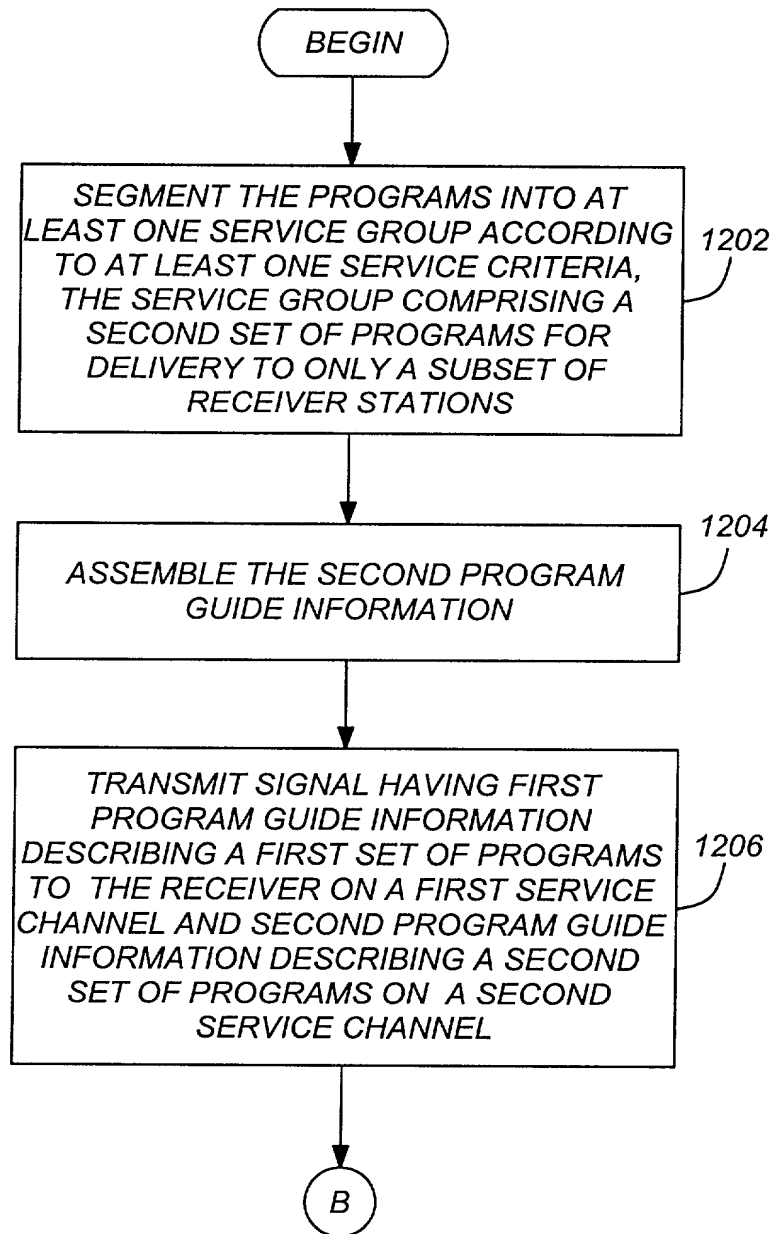 BEGIN
SEGMENT THE PROGRAMS INTO AT
LEAST ONE SERVICE GROUP ACCORDING
TO AT LEAST ONE SERVICE CRITERIA,
THE SERVICE GROUP COMPRISING A
SECOND SET OF PROGRAMS FOR
DELIVERY TO ONLY A SUBSET OF
RECEIVER STATIONS
1202
ASSEMBLE THE SECOND PROGRAM
GUIDE INFORMATION
1204
TRANSMIT SIGNAL HAVING FIRST
PROGRAM GUIDE INFORMATION
DESCRIBING A FIRST SET OF PROGRAMS
TO THE RECEIVER ON A FIRST SERVICE
CHANNEL AND SECOND PROGRAM GUIDE
INFORMATION DESCRIBING A SECOND
SET OF PROGRAMS ON A SECOND
SERVICE CHANNEL
1206
B